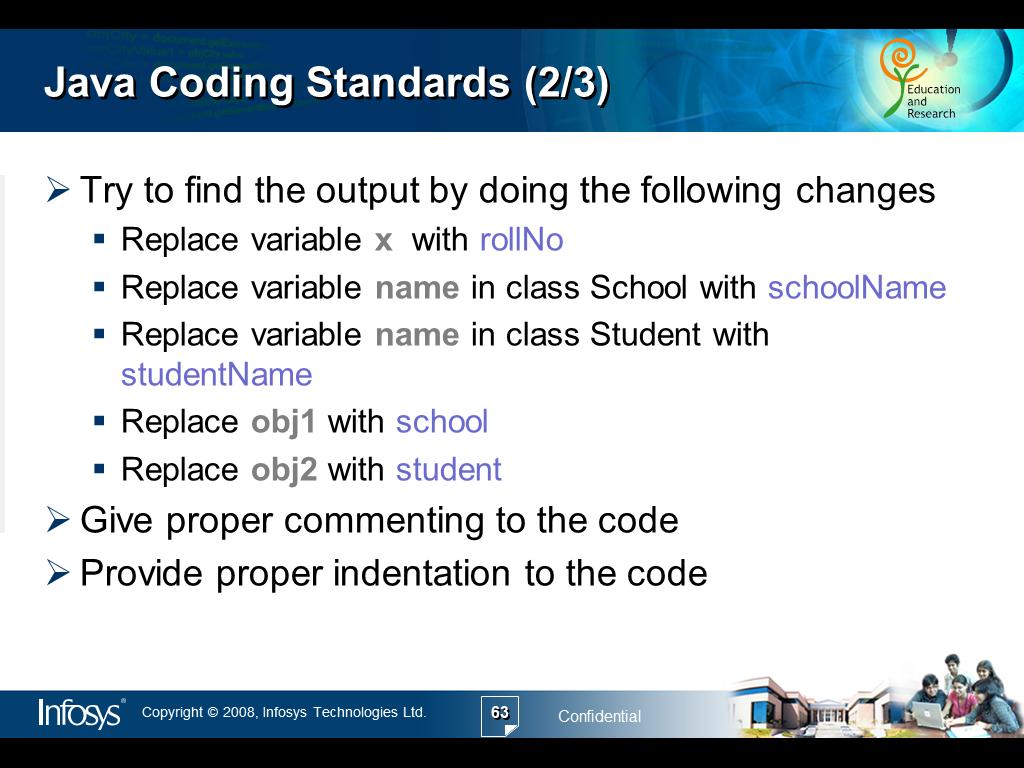 Java Coding Standards (2/3)
Education
and
Research
Try to find the output by doing the following changes
Replace variable x with rollNo
Replace variable name in class School with schoolName
Replace variable name in class Student with
studentName
Replace obj1 with school
Replace obj2 with student
Give proper commenting to the code
Provide proper indentation to the code
Infosys®
Copyright © 2008, Infosys Technologies Ltd.
63
Confidential